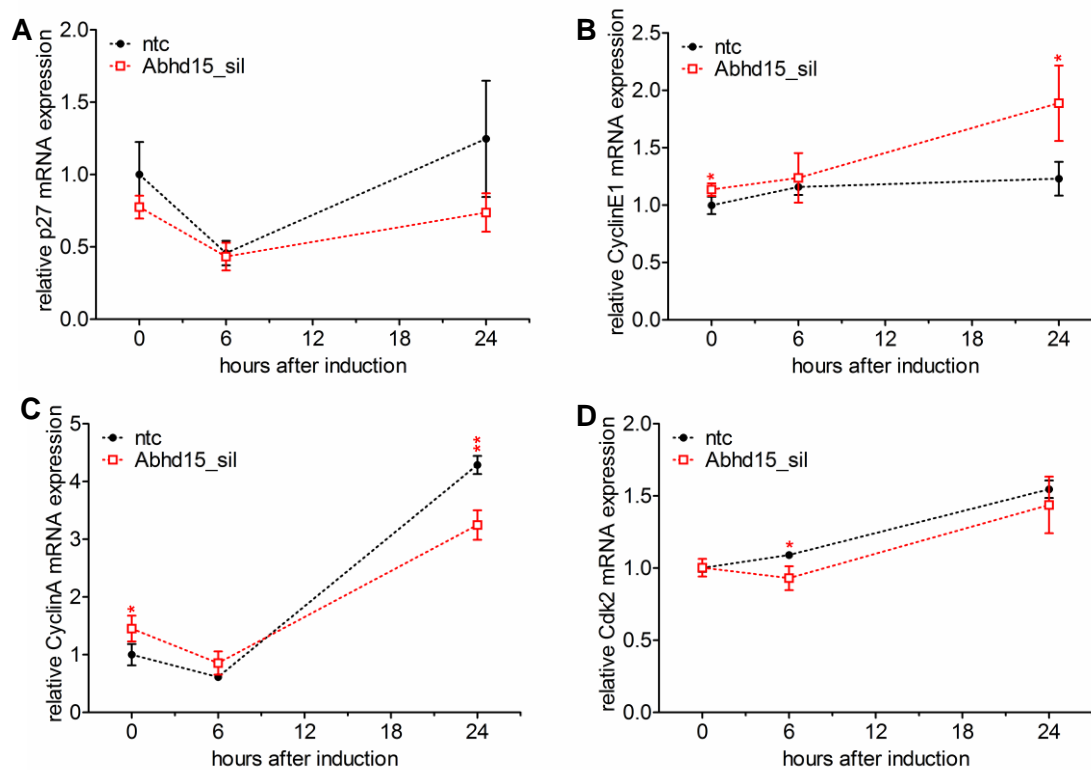 A
relative p27 mRNA expression
2.0
1.5
1.0
0.5
0.0
ntc
Abhd15_sil
0 6 12 18 24
hours after induction
B
relative CyclinE1 mRNA expression
2.5
2.0
1.5
1.0
0.5
0.0
ntc
Abhd15_sil
*
*
0 6 12 18 24
hours after induction
C
relative CyclinA mRNA expression
5
4
3
2
1
0
ntc
Abhd15_sil
*
**
0 6 12 18 24
hours after induction
D
relative Cdk2 mRNA expression
2.0
1.5
1.0
0.5
0.0
ntc
Abhd15_sil
*
0 6 12 18 24
hours after induction